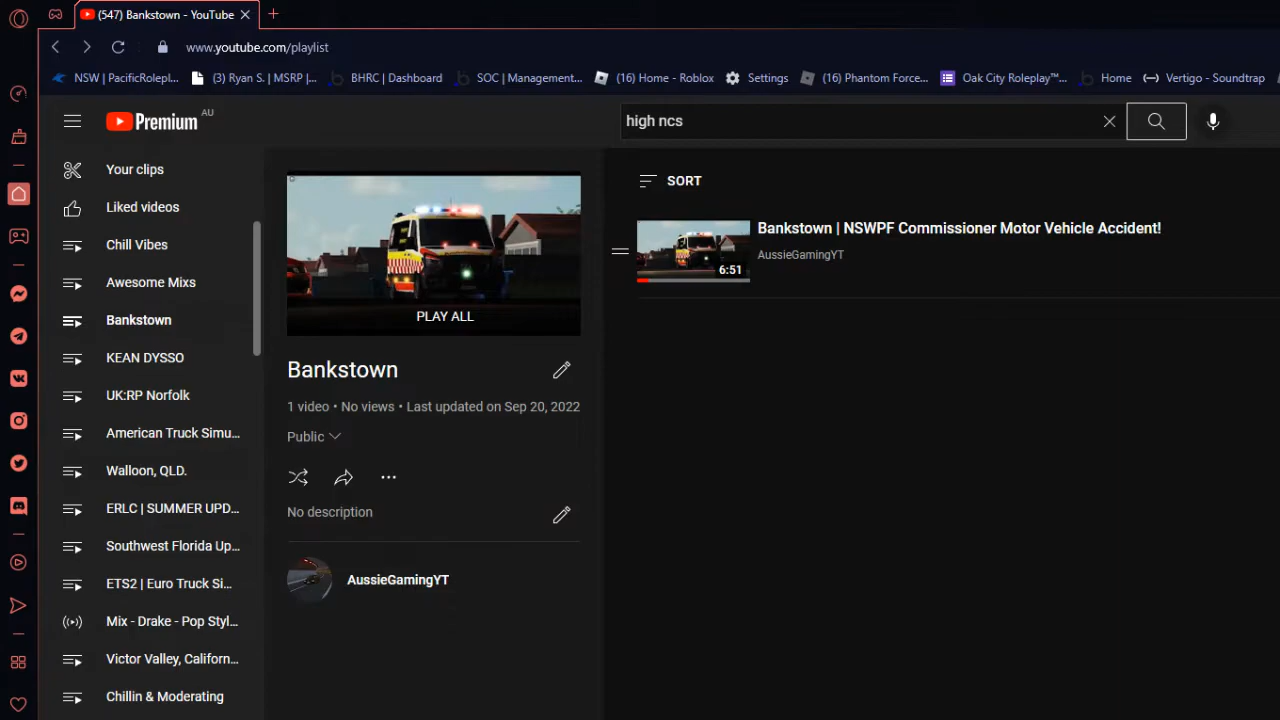 (547) Bankstown - YouTube
www.youtube.com/playlist
NSW | PacificRolepl...
(3) Ryan S. | MSRP |...
BHRC | Dashboard
SOC | Management...
(16) Home - Roblox
Settings
(16) Phantom Force...
Oak City Roleplay™...
Home
Vertigo - Soundtrap
Premium
AU
high ncs
Your clips
Liked videos
Chill Vibes
Awesome Mixs
Bankstown
KEAN DYSSO
UK:RP Norfolk
American Truck Simu...
Walloon, QLD.
ERLC | SUMMER UPD...
Southwest Florida Up...
ETS2 | Euro Truck Si...
Mix - Drake - Pop Styl...
Victor Valley, Californ...
Chillin & Moderating
PLAY ALL
Bankstown
1 video • No views • Last updated on Sep 20, 2022
Public
No description
AussieGamingYT
SORT
6:51
Bankstown | NSWPF Commissioner Motor Vehicle Accident!
AussieGamingYT